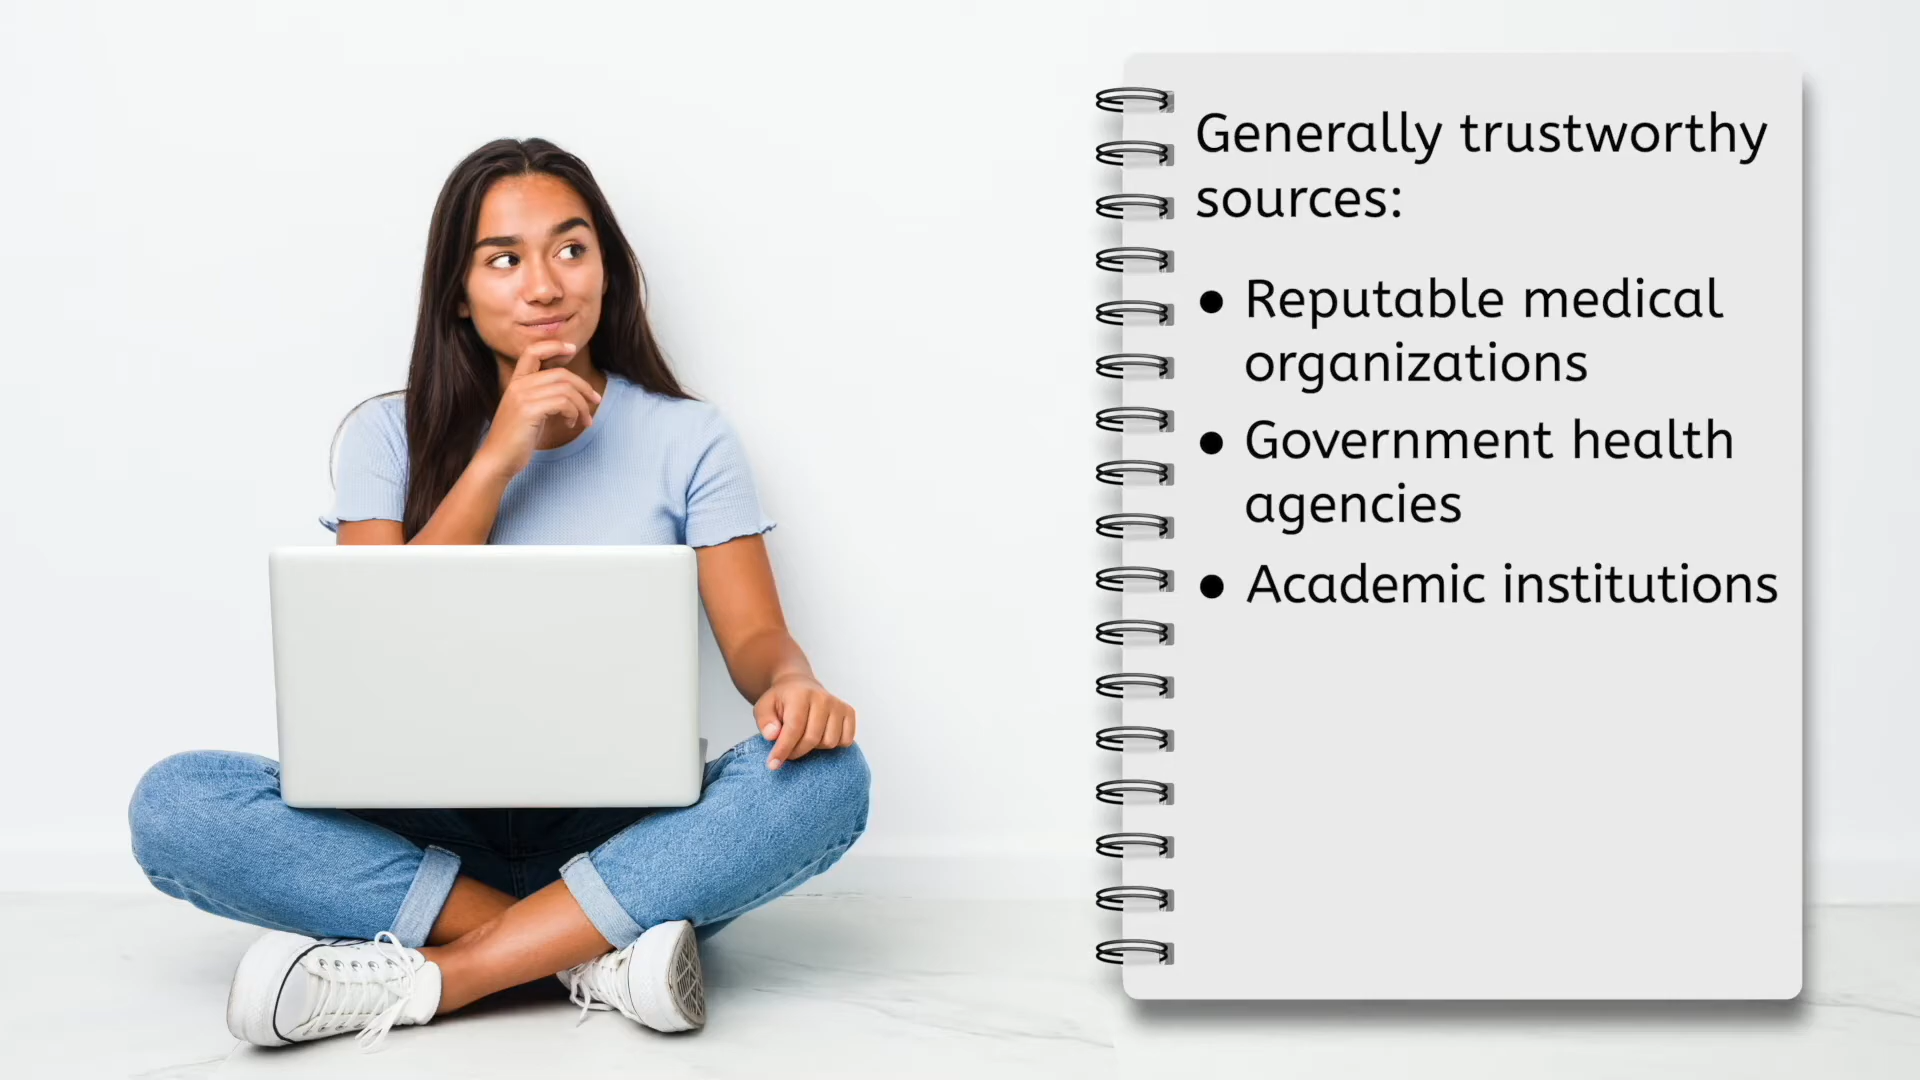 Generally trustworthy
sources:
● Reputable medical
organizations
● Government health
agencies
● Academic institutions